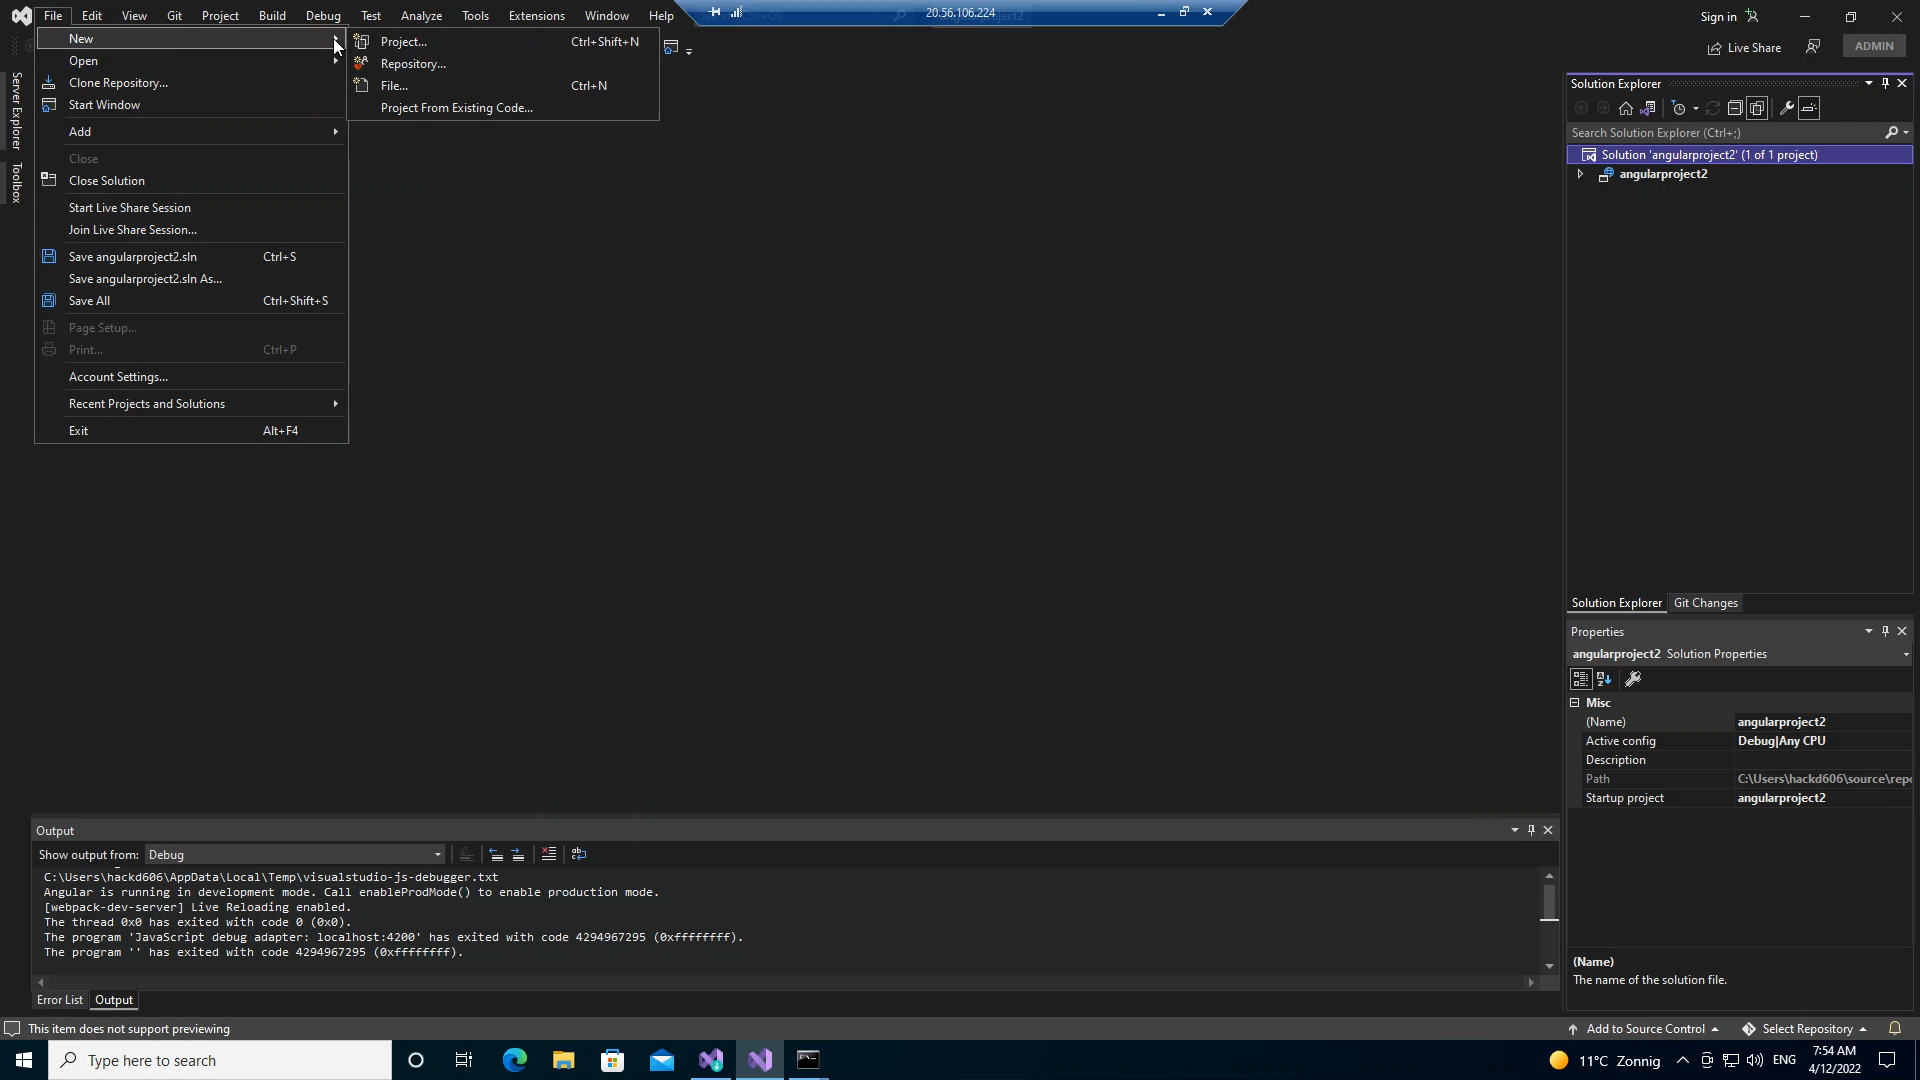 File Edit View Git Project Build Debug Test Analyze Tools Extensions Window Help
20.56.106.224
Sign in
Live Share
ADMIN
New
Open
Clone Repository...
Start Window
Add
Close
Close Solution
Start Live Share Session
Join Live Share Session...
Save angularproject2.sln Ctrl+S
Save angularproject2.sln As...
Save All Ctrl+Shift+S
Page Setup...
Print... Ctrl+P
Account Settings...
Recent Projects and Solutions
Exit Alt+F4
Project... Ctrl+Shift+N
Repository...
File... Ctrl+N
Project From Existing Code...
Server Explorer
Toolbox
Solution Explorer
Search Solution Explorer (Ctrl+;)
Solution 'angularproject2' (1 of 1 project)
angularproject2
Solution Explorer Git Changes
Properties
angularproject2 Solution Properties
Misc
(Name) angularproject2
Active config Debug|Any CPU
Description
Path C:\Users\hackd606\source\repo
Startup project angularproject2
(Name)
The name of the solution file.
Output
Show output from: Debug
C:\Users\hackd606\AppData\Local\Temp\visualstudio-js-debugger.txt
Angular is running in development mode. Call enableProdMode() to enable production mode.
[webpack-dev-server] Live Reloading enabled.
The thread 0x0 has exited with code 0 (0x0).
The program 'JavaScript debug adapter: localhost:4200' has exited with code 4294967295 (0xffffffff).
The program '' has exited with code 4294967295 (0xffffffff).
Error List Output
This item does not support previewing
Add to Source Control
Select Repository
Type here to search
11°C Zonnig
ENG
7:54 AM
4/12/2022